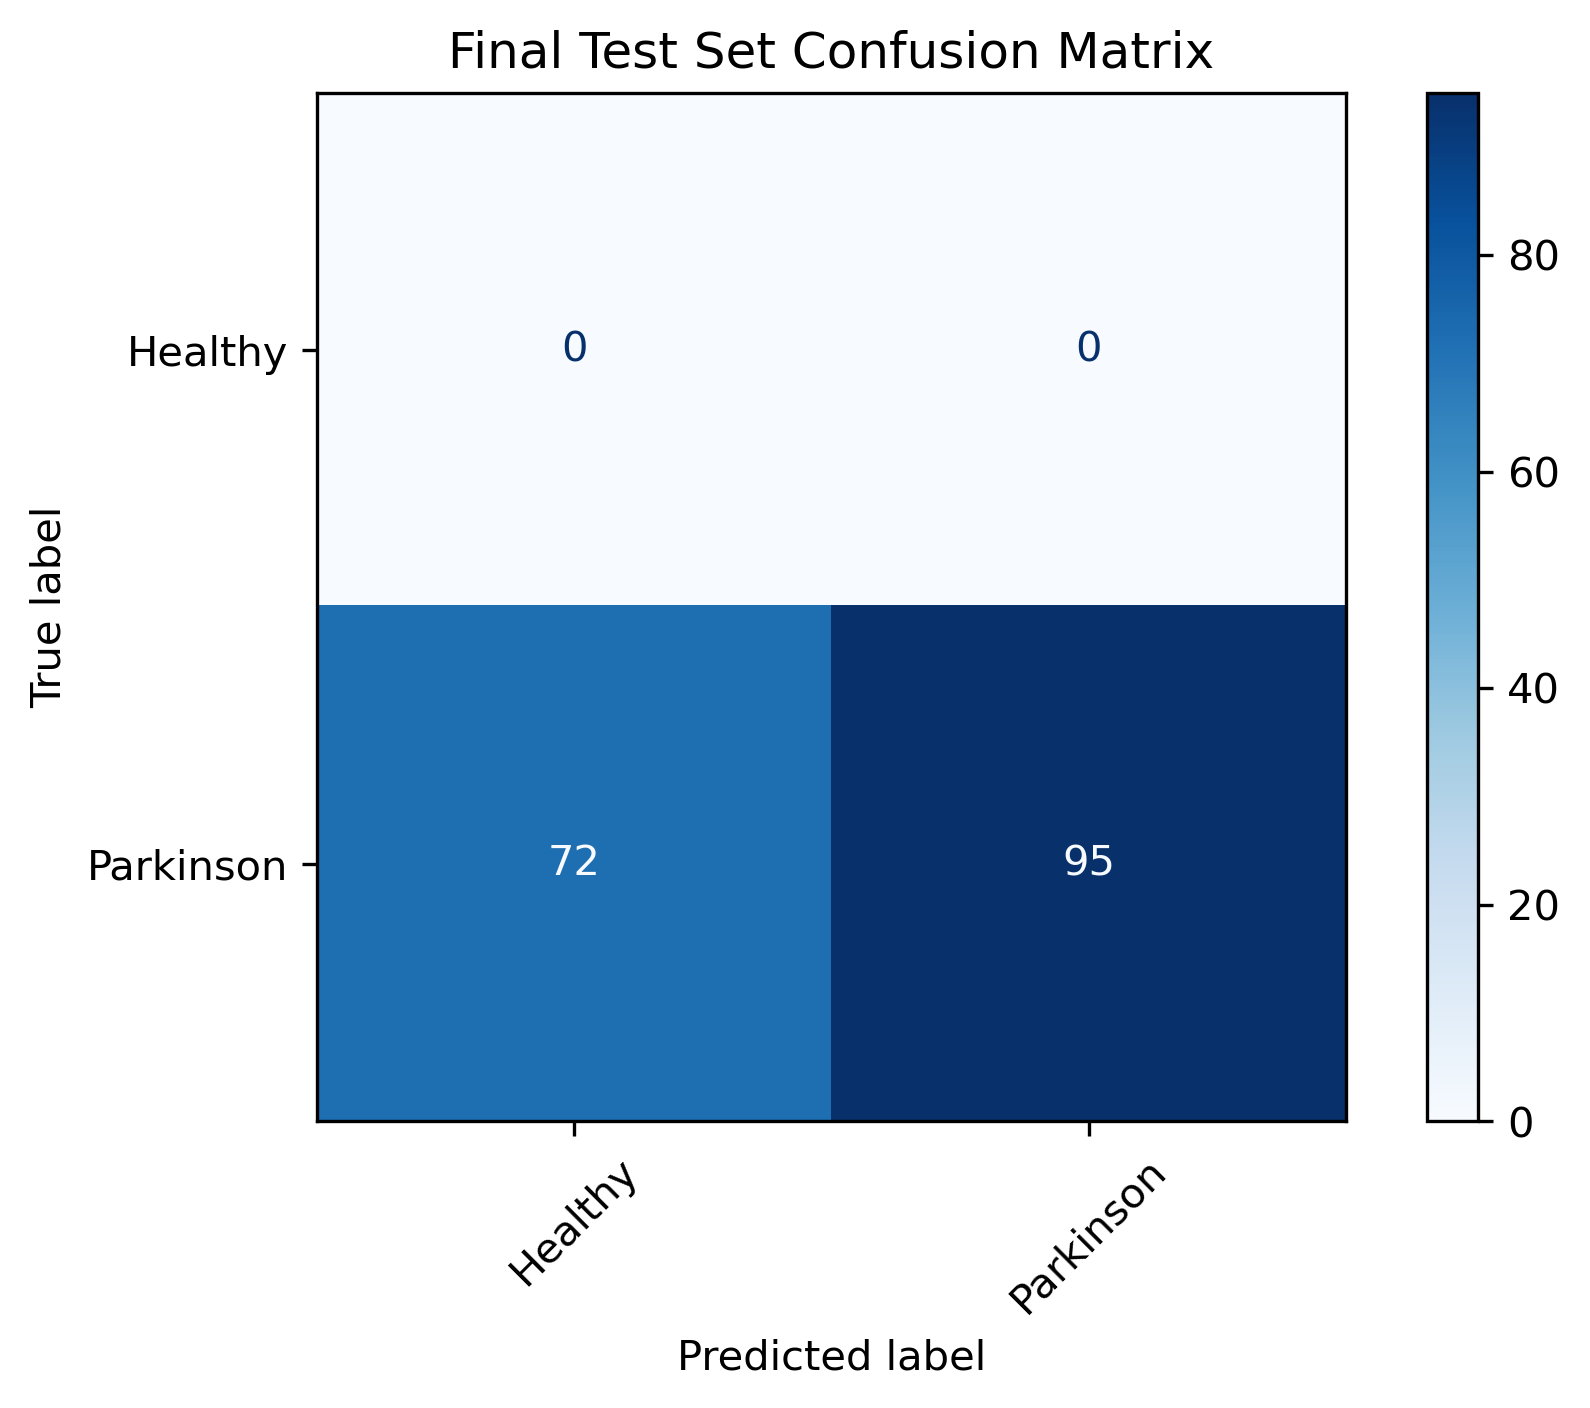 Final Test Set Confusion Matrix
True label
Healthy
Parkinson
0
0
72
95
Healthy
Parkinson
Predicted label
80
60
40
20
0